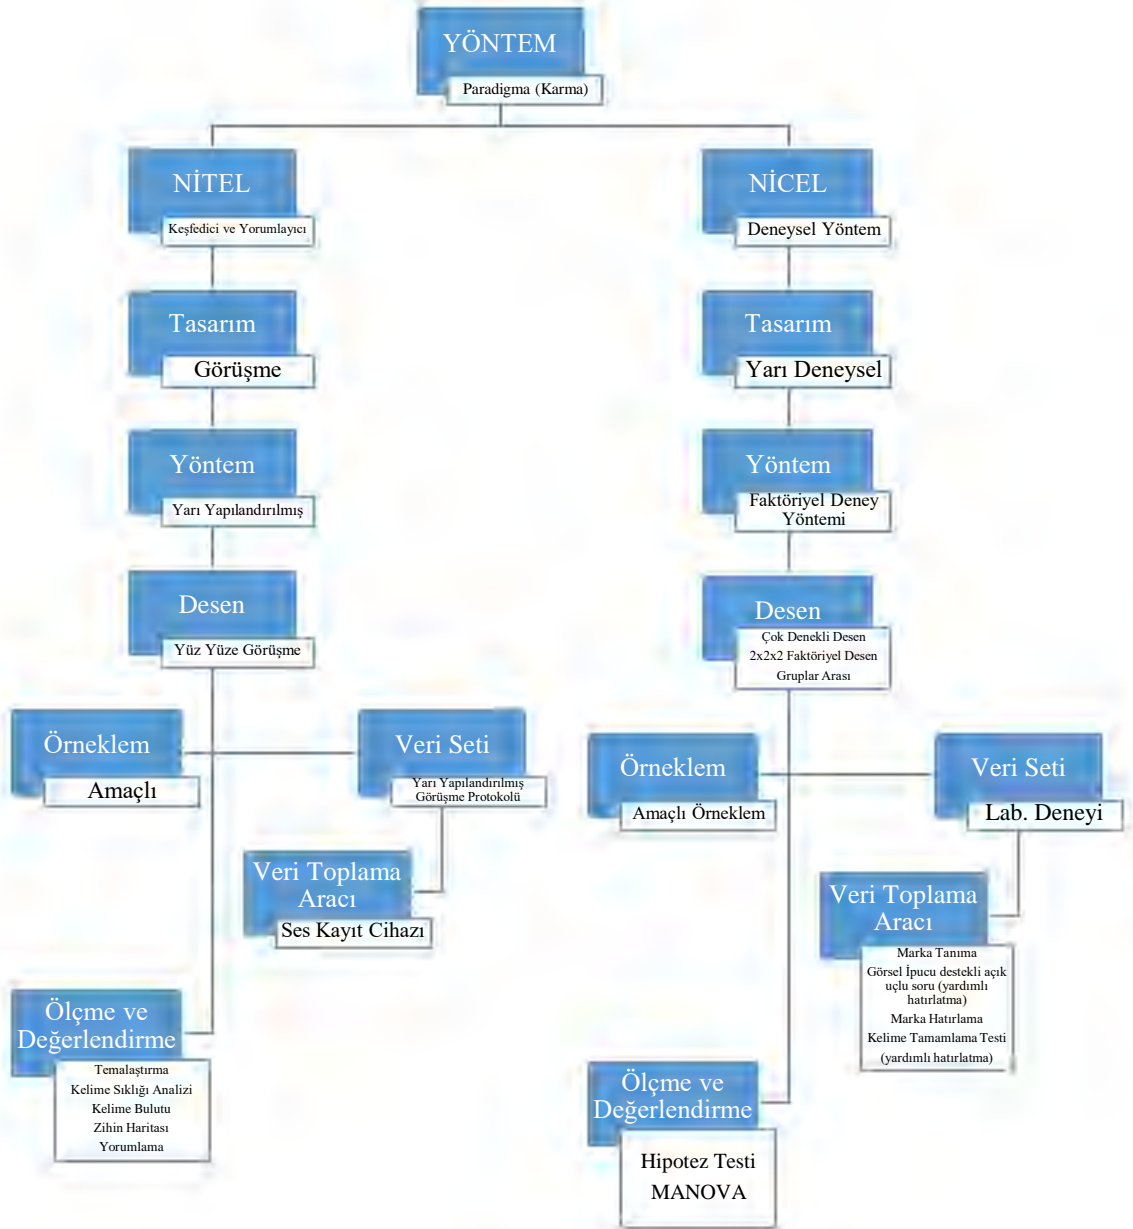 YÖNTEM
Paradigma (Karma)
NİTEL
Keşfedici ve Yorumlayıcı
Tasarım
Görüşme
Yöntem
Yarı Yapılandırılmış
Desen
Yüz Yüze Görüşme
Örneklem
Amaçlı
Veri Seti
Yarı Yapılandırılmış
Görüşme Protokolü
Veri Toplama
Aracı
Ses Kayıt Cihazı
Ölçme ve
Değerlendirme
Temalaştırma
Kelime Sıklığı Analizi
Kelime Bulutu
Zihin Haritası
Yorumlama
NİCEL
Deneysel Yöntem
Tasarım
Yarı Deneysel
Yöntem
Faktöriyel Deney
Yöntemi
Desen
Çok Denekli Desen
2x2x2 Faktöriyel Desen
Gruplar Arası
Örneklem
Amaçlı Örneklem
Veri Seti
Lab. Deneyi
Veri Toplama
Aracı
Marka Tanıma
Görsel İpucu destekli açık
uçlu soru (yardımlı
hatırlatma)
Marka Hatırlama
Kelime Tamamlama Testi
(yardımlı hatırlatma)
Ölçme ve
Değerlendirme
Hipotez Testi
MANOVA